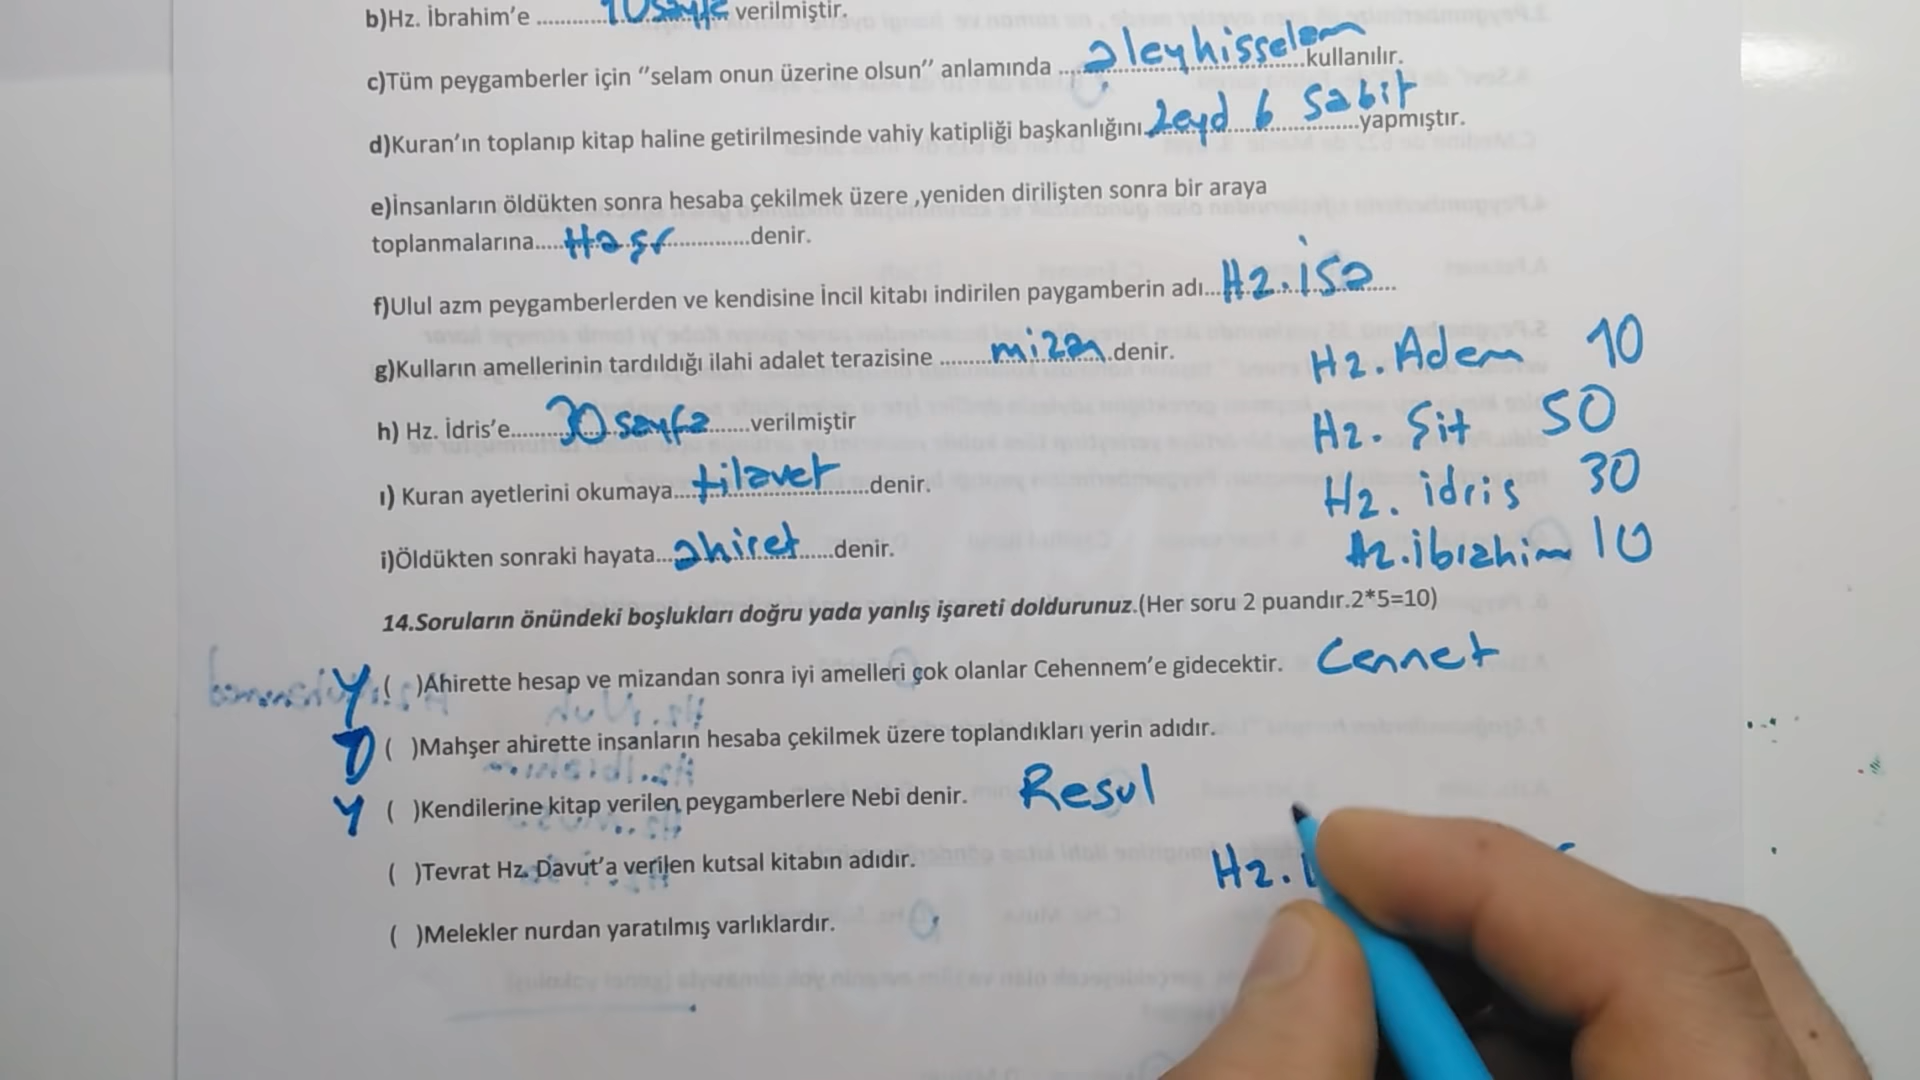 b)Hz. İbrahim'e ............10 sayfa verilmiştir.
c)Tüm peygamberler için "selam onun üzerine olsun" anlamında ....aleyhisselam....kullanılır.
d)Kuran'ın toplanıp kitap haline getirilmesinde vahiy katipliği başkanlığını..Zeyd b Sabit....yapmıştır.
e)İnsanların öldükten sonra hesaba çekilmek üzere ,yeniden dirilişten sonra bir araya
toplanmalarına.....Haşr............denir.
f)Ulul azm peygamberlerden ve kendisine İncil kitabı indirilen paygamberin adı..Hz.İsa....
g)Kulların amellerinin tardıldığı ilahi adalet terazisine ........mizan.denir.
Hz.Adem 10
h) Hz. İdris'e.....30 sayfa......verilmiştir
Hz. Şit 50
ı) Kuran ayetlerini okumaya...tilavet......denir.
Hz. idris 30
i)Öldükten sonraki hayata...ahiret.....denir.
Hz.ibrahim 10
14.Soruların önündeki boşlukları doğru yada yanlış işareti doldurunuz.(Her soru 2 puandır.2*5=10)
Y ( )Ahirette hesap ve mizandan sonra iyi amelleri çok olanlar Cehennem'e gidecektir. Cennet
D ( )Mahşer ahirette insanların hesaba çekilmek üzere toplandıkları yerin adıdır.
Y ( )Kendilerine kitap verilen peygamberlere Nebi denir. Resul
( )Tevrat Hz. Davut'a verilen kutsal kitabın adıdır.
Hz.
( )Melekler nurdan yaratılmış varlıklardır.